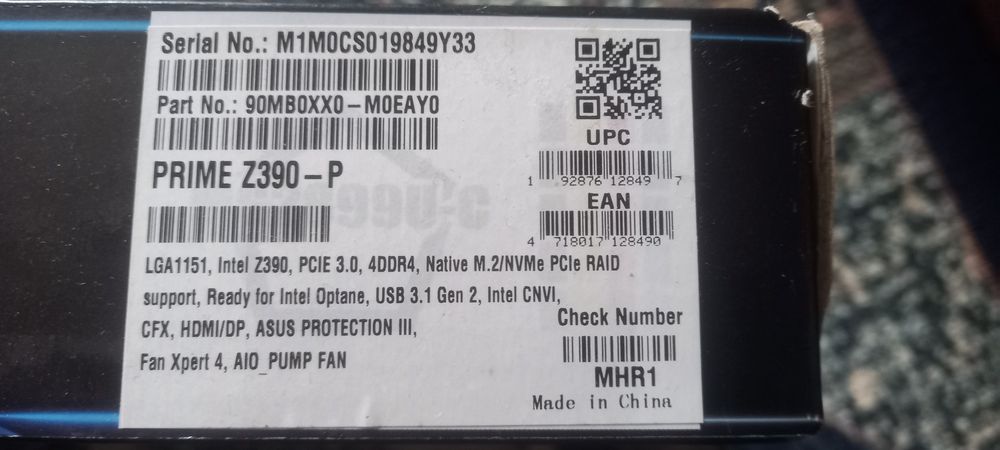 Serial No.: M1M0CS019849Y33
Part No.: 90MB0XX0-M0EAY0
UPC
PRIME Z390-P
1 92876 12849 7
EAN
4 718017 128490
LGA1151, Intel Z390, PCIE 3.0, 4DDR4, Native M.2/NVMe PCIe RAID
support, Ready for Intel Optane, USB 3.1 Gen 2, Intel CNVI,
CFX, HDMI/DP, ASUS PROTECTION III,
Fan Xpert 4, AIO_PUMP FAN
Check Number
MHR1
Made in China